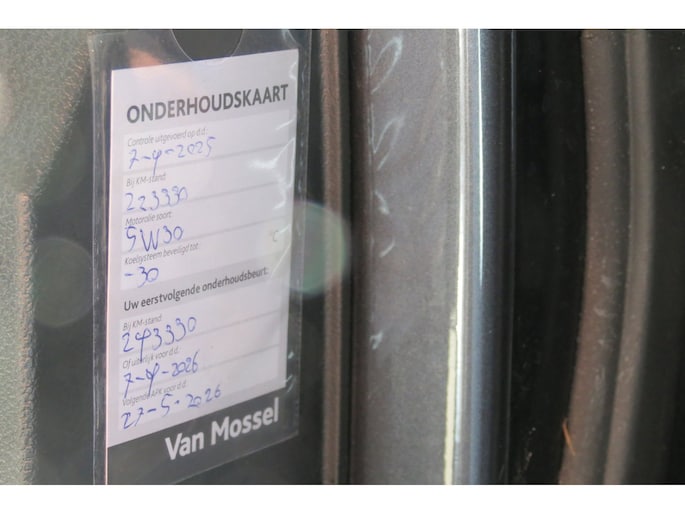 ONDERHOUDSKAART
Controle uitgevoerd op d.d.:
7-4-2025
Bij KM-stand
223330
Motorolie soort
5W30
Koelsysteem beveiligd tot:
°C
-30
Uw eerstvolgende onderhoudsbeurt:
Bij KM-stand
243330
Of uiterlijk voor d.d.
7-4-2026
Volgende APK voor d.d.
27-5-2026
Van Mossel